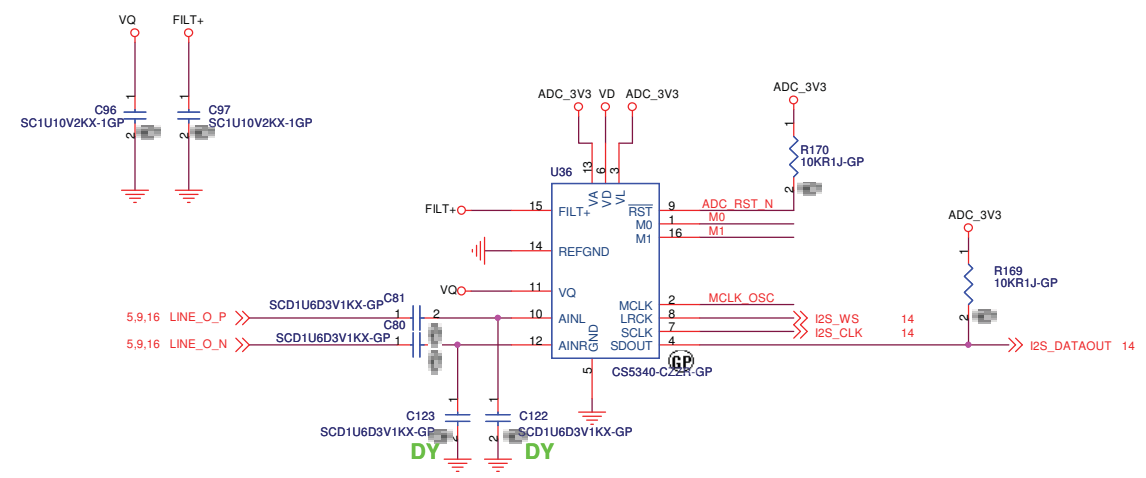 VQ
FILT+
1
1
C96
SC1U10V2KX-1GP
C97
SC1U10V2KX-1GP
2
2
ADC_3V3
VD
ADC_3V3
ADC_3V3
1
R170
10KR1J-GP
2
U36
13
6
3
VA
VD
VL
FILT+
15
FILT+
RST
9
ADC_RST_N
M0
1
M0
M1
16
M1
14
REFGND
ADC_3V3
1
R169
10KR1J-GP
2
VQ
11
VQ
SCD1U6D3V1KX-GP
C81
MCLK
2
MCLK_OSC
5,9,16 LINE_O_P
1
2
10
AINL
LRCK
8
I2S_WS
14
C80
SCD1U6D3V1KX-GP
SCLK
7
I2S_CLK
14
5,9,16 LINE_O_N
1
12
AINR
GND
SDOUT
4
I2S_DATAOUT 14
GP
5
1
1
C123
SCD1U6D3V1KX-GP
2
DY
C122
SCD1U6D3V1KX-GP
2
DY